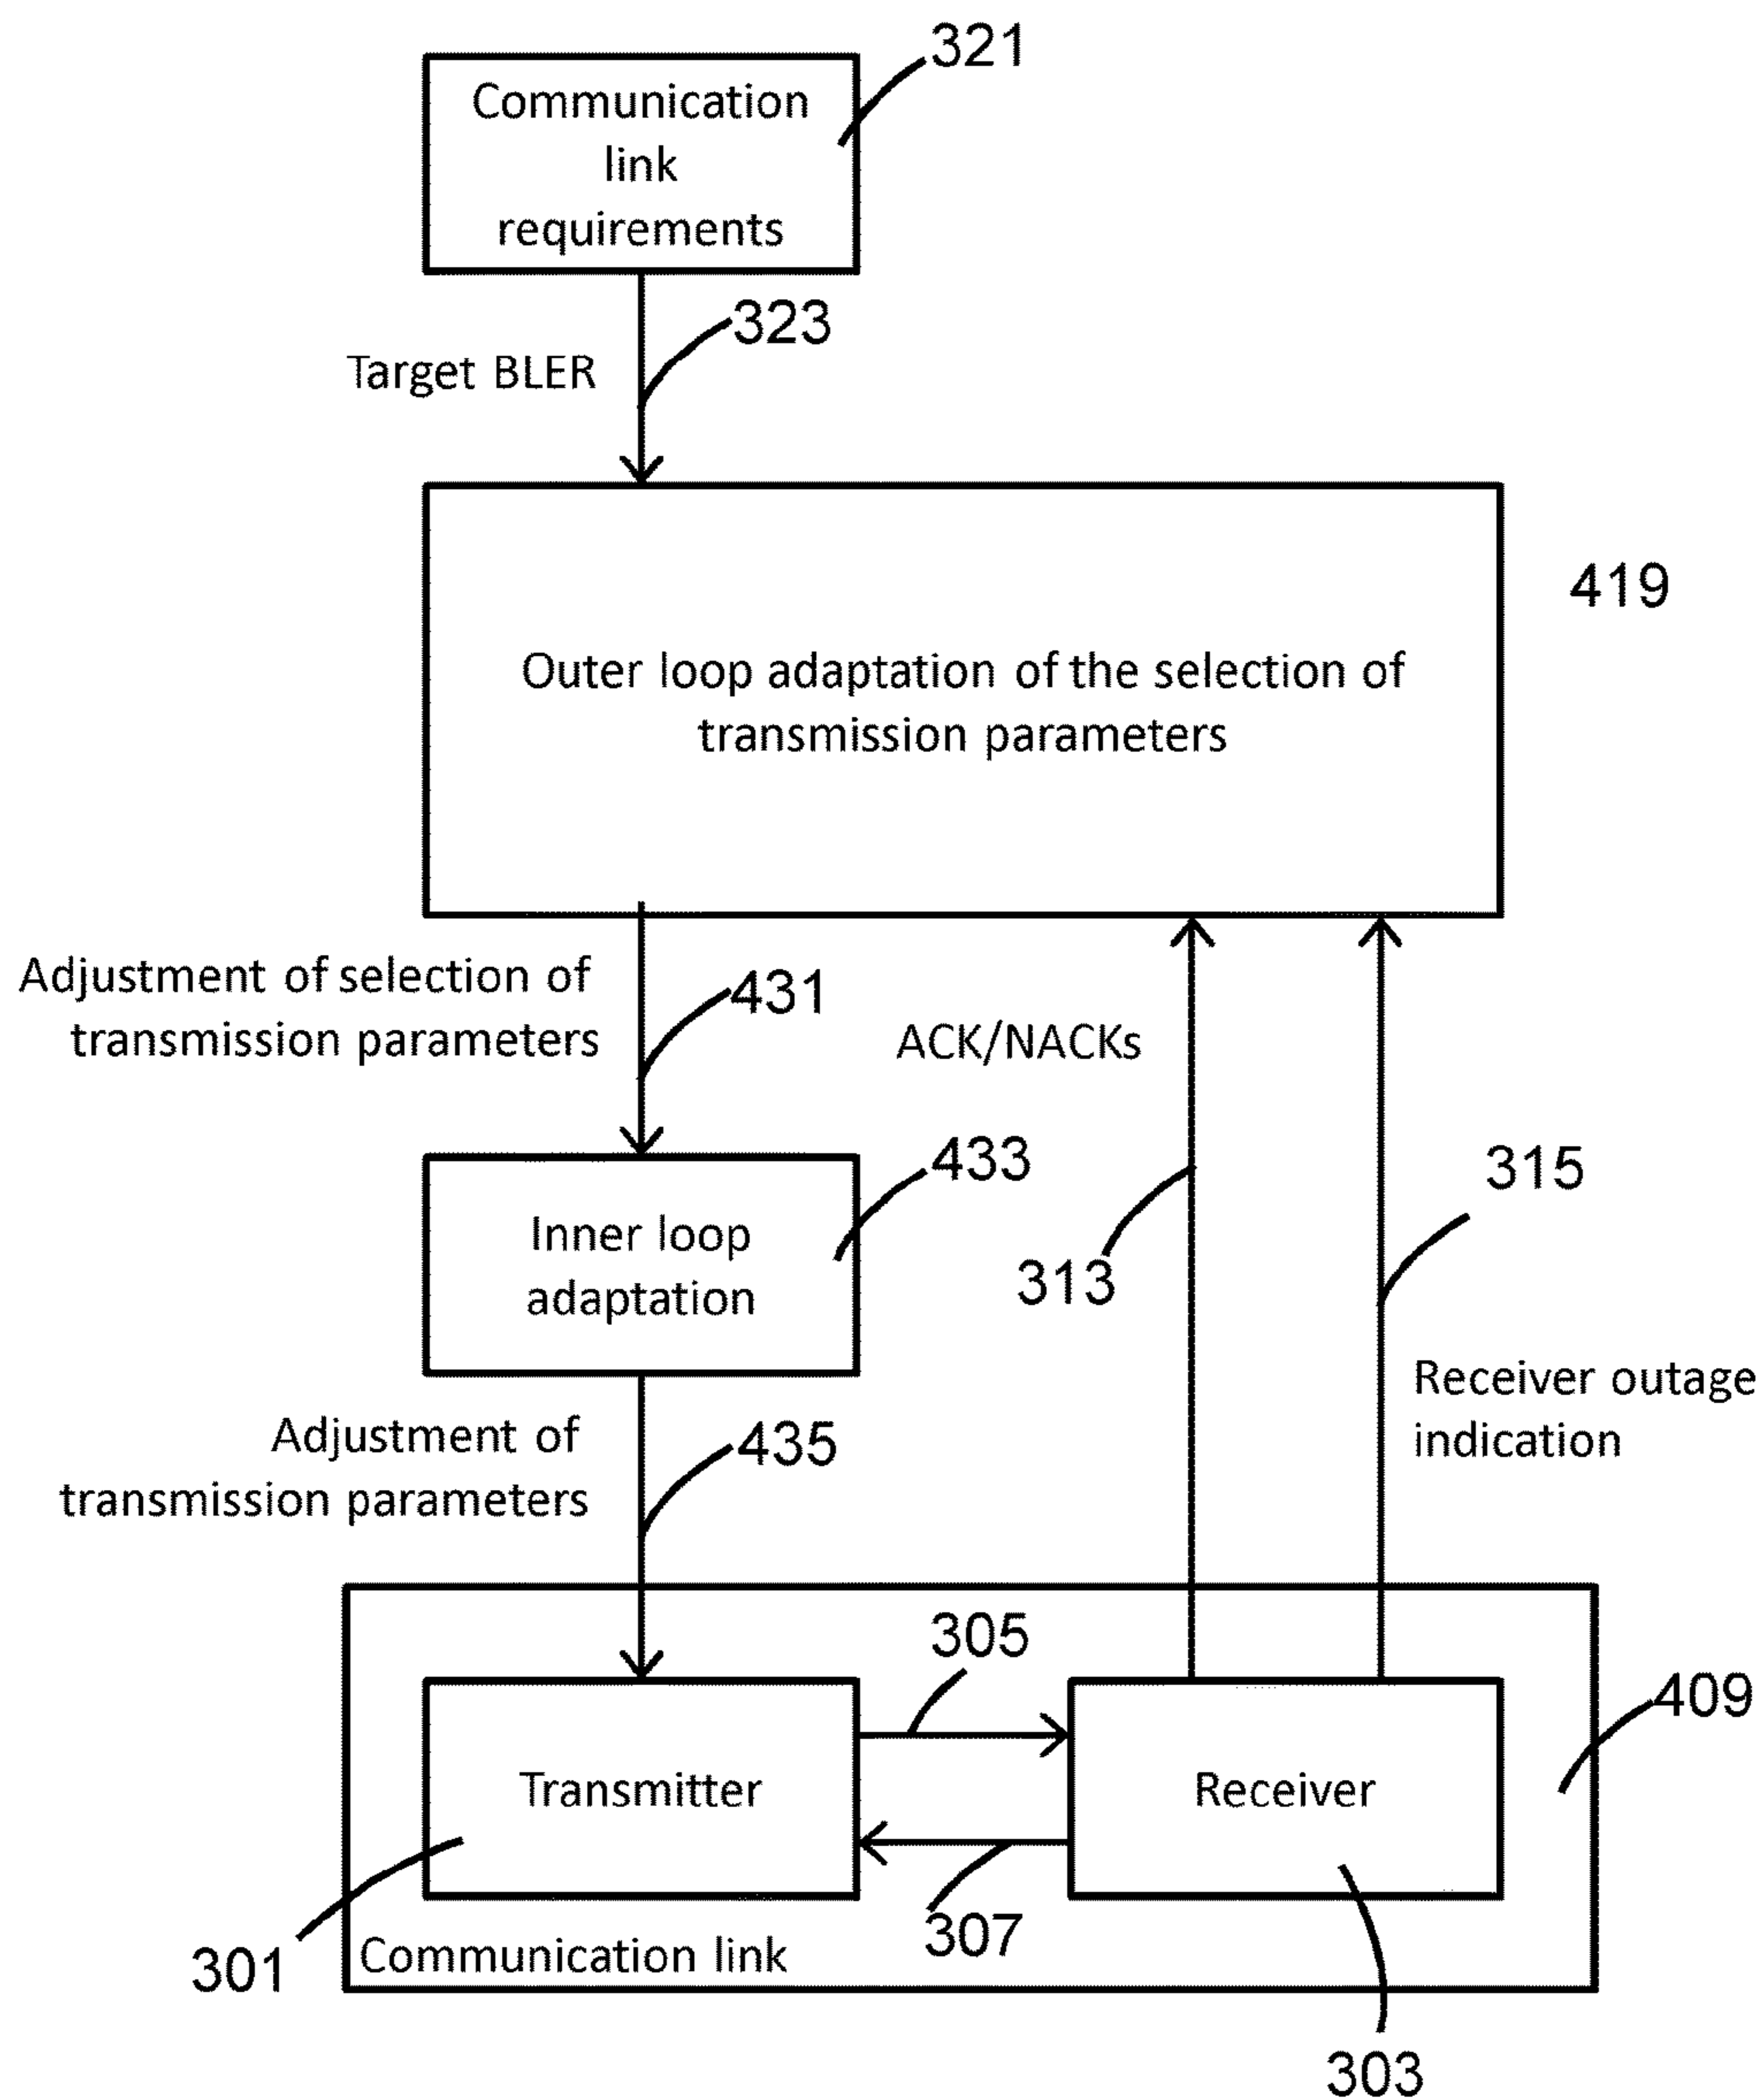 321
Communication
link
requirements
323
Target BLER
419
Outer loop adaptation of the selection of
transmission parameters
Adjustment of selection of
transmission parameters
431
ACK/NACKs
433
315
Inner loop
adaptation
313
Receiver outage
indication
Adjustment of
transmission parameters
435
305
409
Transmitter
Receiver
307
301
Communication link
303